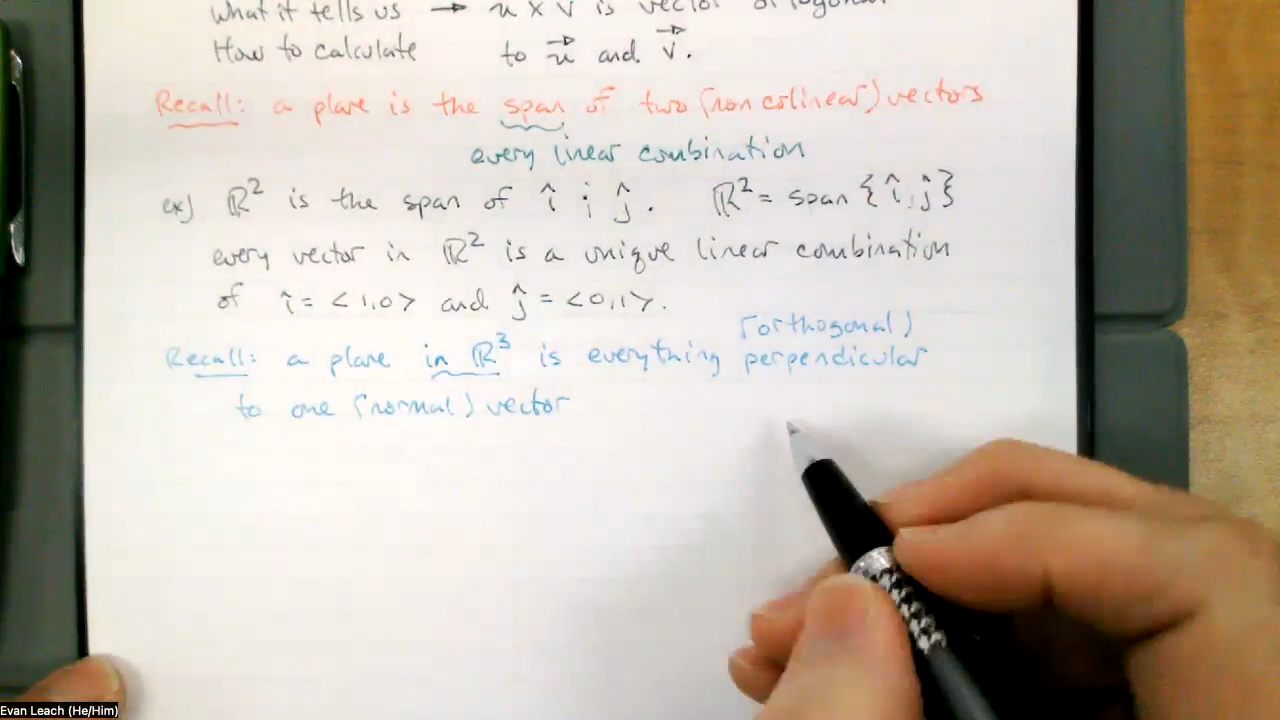 What it tells us → u x v is vector orthogonal
How to calculate to u⃗ and v⃗.
Recall: a plane is the span of two (non colinear) vectors
every linear combination
ex) ℝ² is the span of î ; ĵ. ℝ² = span {î, ĵ}
every vector in ℝ² is a unique linear combination
of î = <1,0> and ĵ = <0,1>.
(orthogonal)
Recall: a plane in ℝ³ is everything perpendicular
to one (normal) vector
Evan Leach (He/Him)